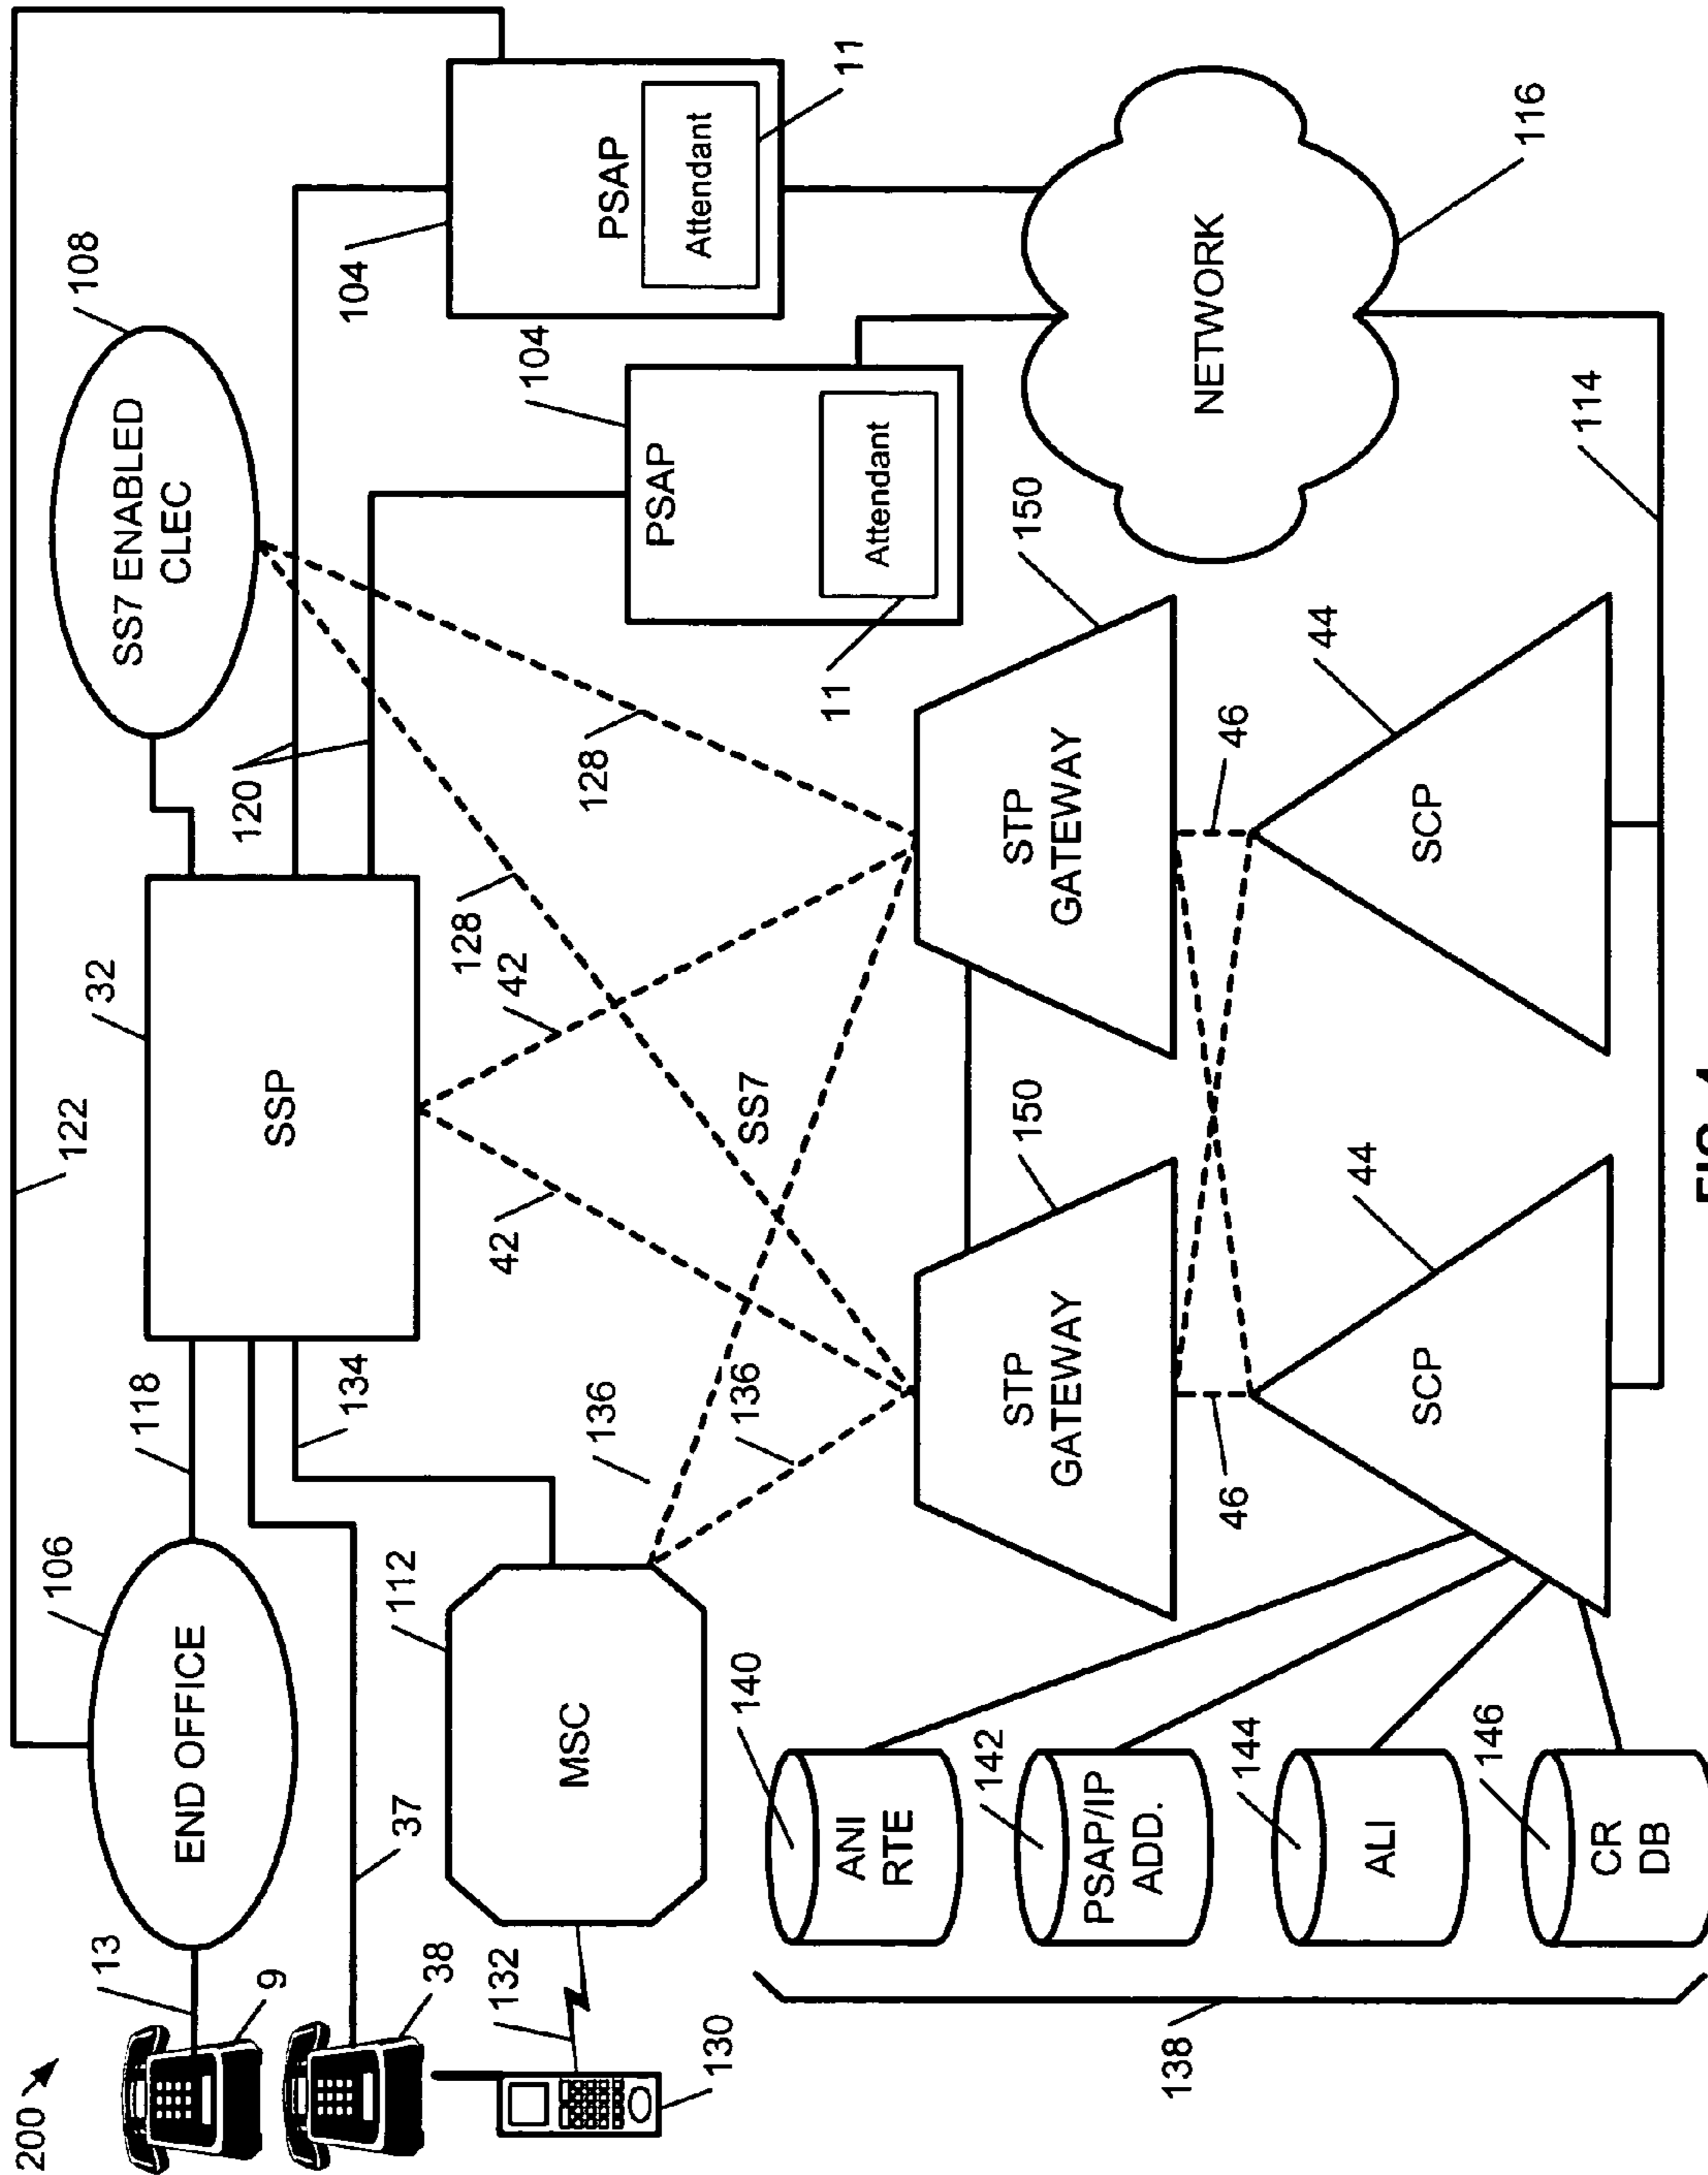 200
13
9
END OFFICE
106
118
122
SSP
32
SS7 ENABLED
CLEC
108
120
104
PSAP
Attendant
11
38
37
134
104
PSAP
Attendant
11
132
130
MSC
112
136
136
42
42
128
128
SS7
138
140
ANI
RTE
142
PSAP/IP
ADD.
144
ALI
146
CR
DB
STP
GATEWAY
150
STP
GATEWAY
150
NETWORK
116
46
46
SCP
44
SCP
44
114